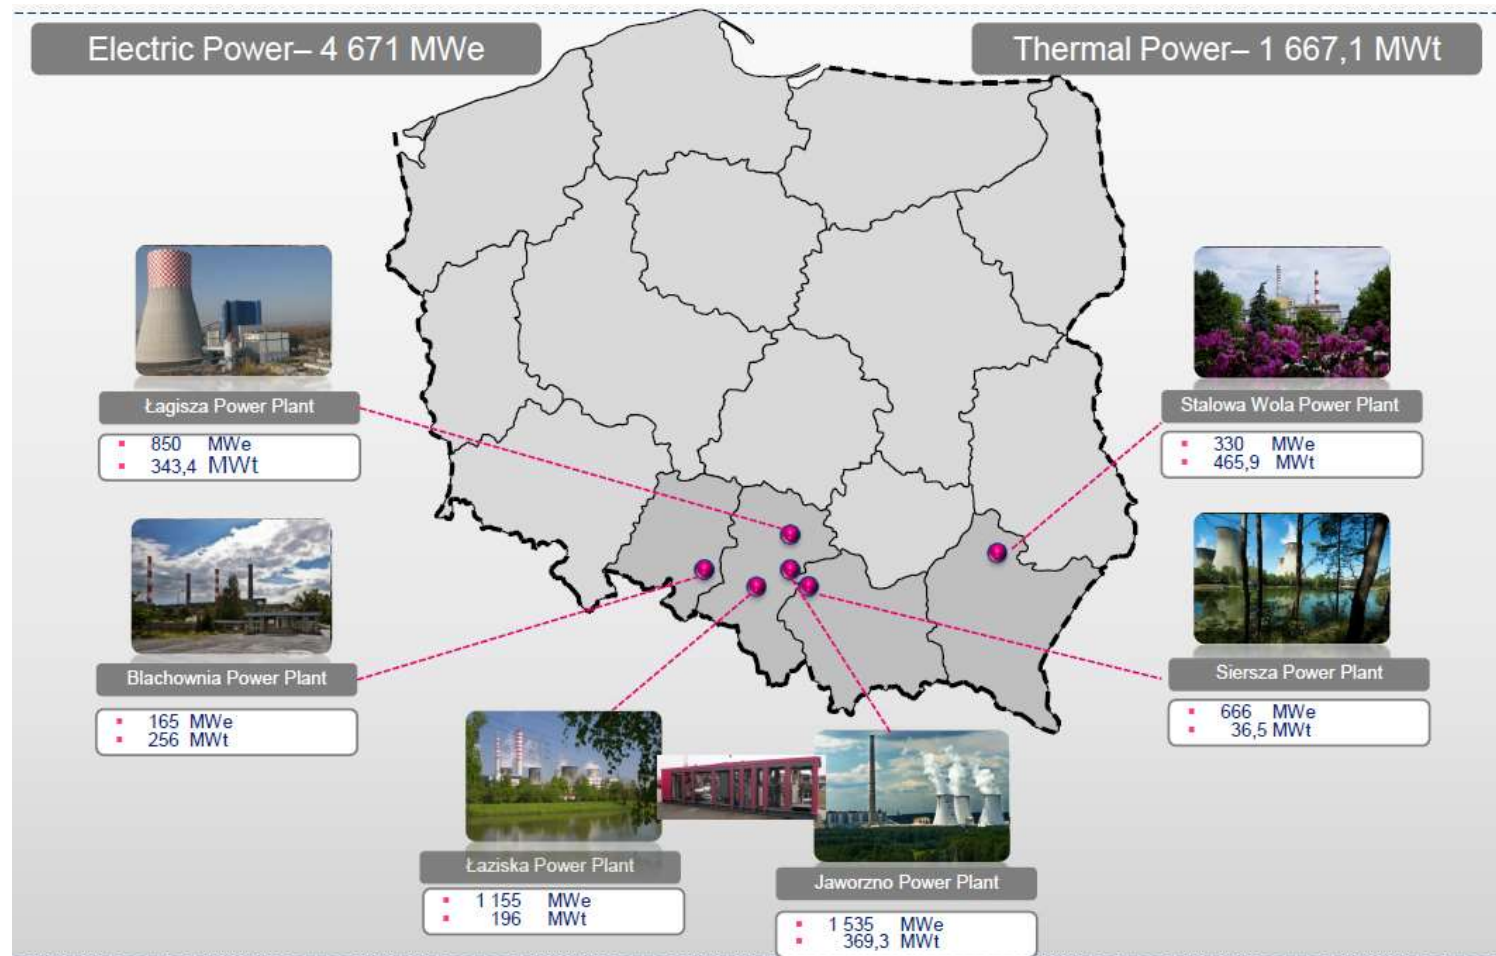 Electric Power– 4 671 MWe
Thermal Power– 1 667,1 MWt
Łagisza Power Plant
▪ 850 MWe
▪ 343,4 MWt
Stalowa Wola Power Plant
▪ 330 MWe
▪ 465,9 MWt
Blachownia Power Plant
▪ 165 MWe
▪ 256 MWt
Siersza Power Plant
▪ 666 MWe
▪ 36,5 MWt
Łaziska Power Plant
▪ 1 155 MWe
▪ 196 MWt
Jaworzno Power Plant
▪ 1 535 MWe
▪ 369,3 MWt